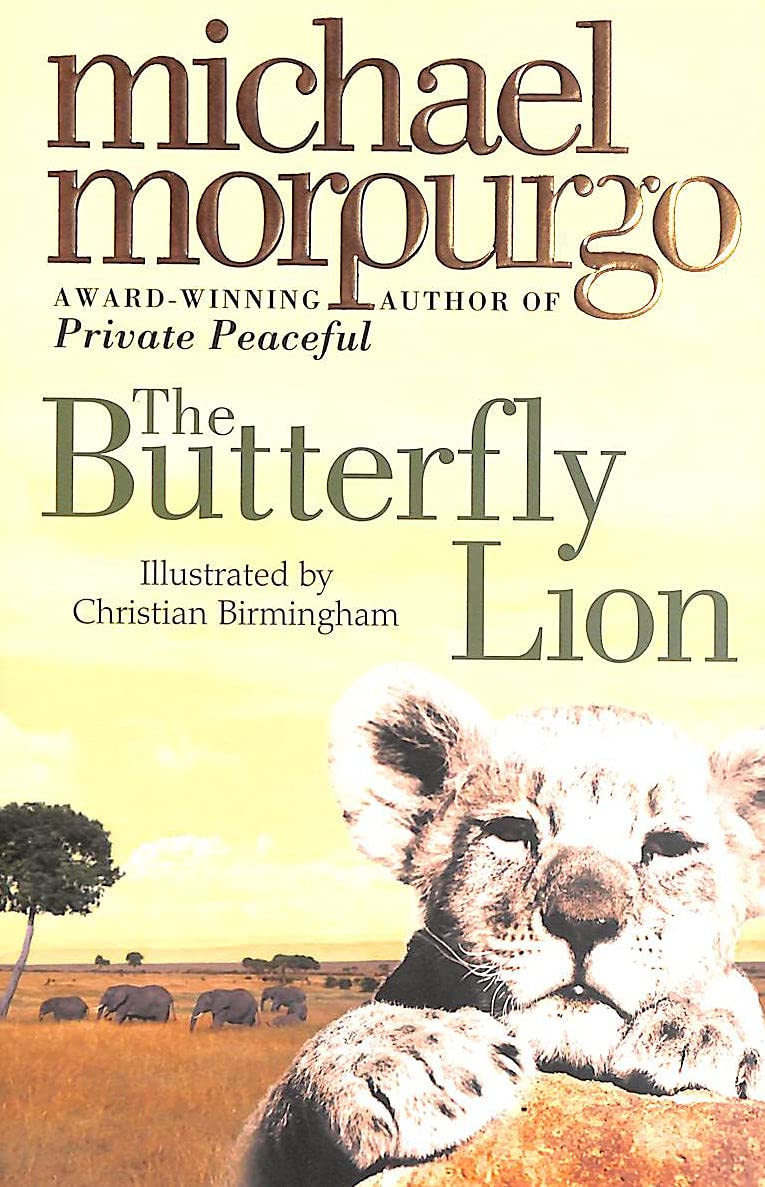 michael
morpurgo
AWARD-WINNING AUTHOR OF
Private Peaceful
The
Butterfly
Lion
Illustrated by
Christian Birmingham